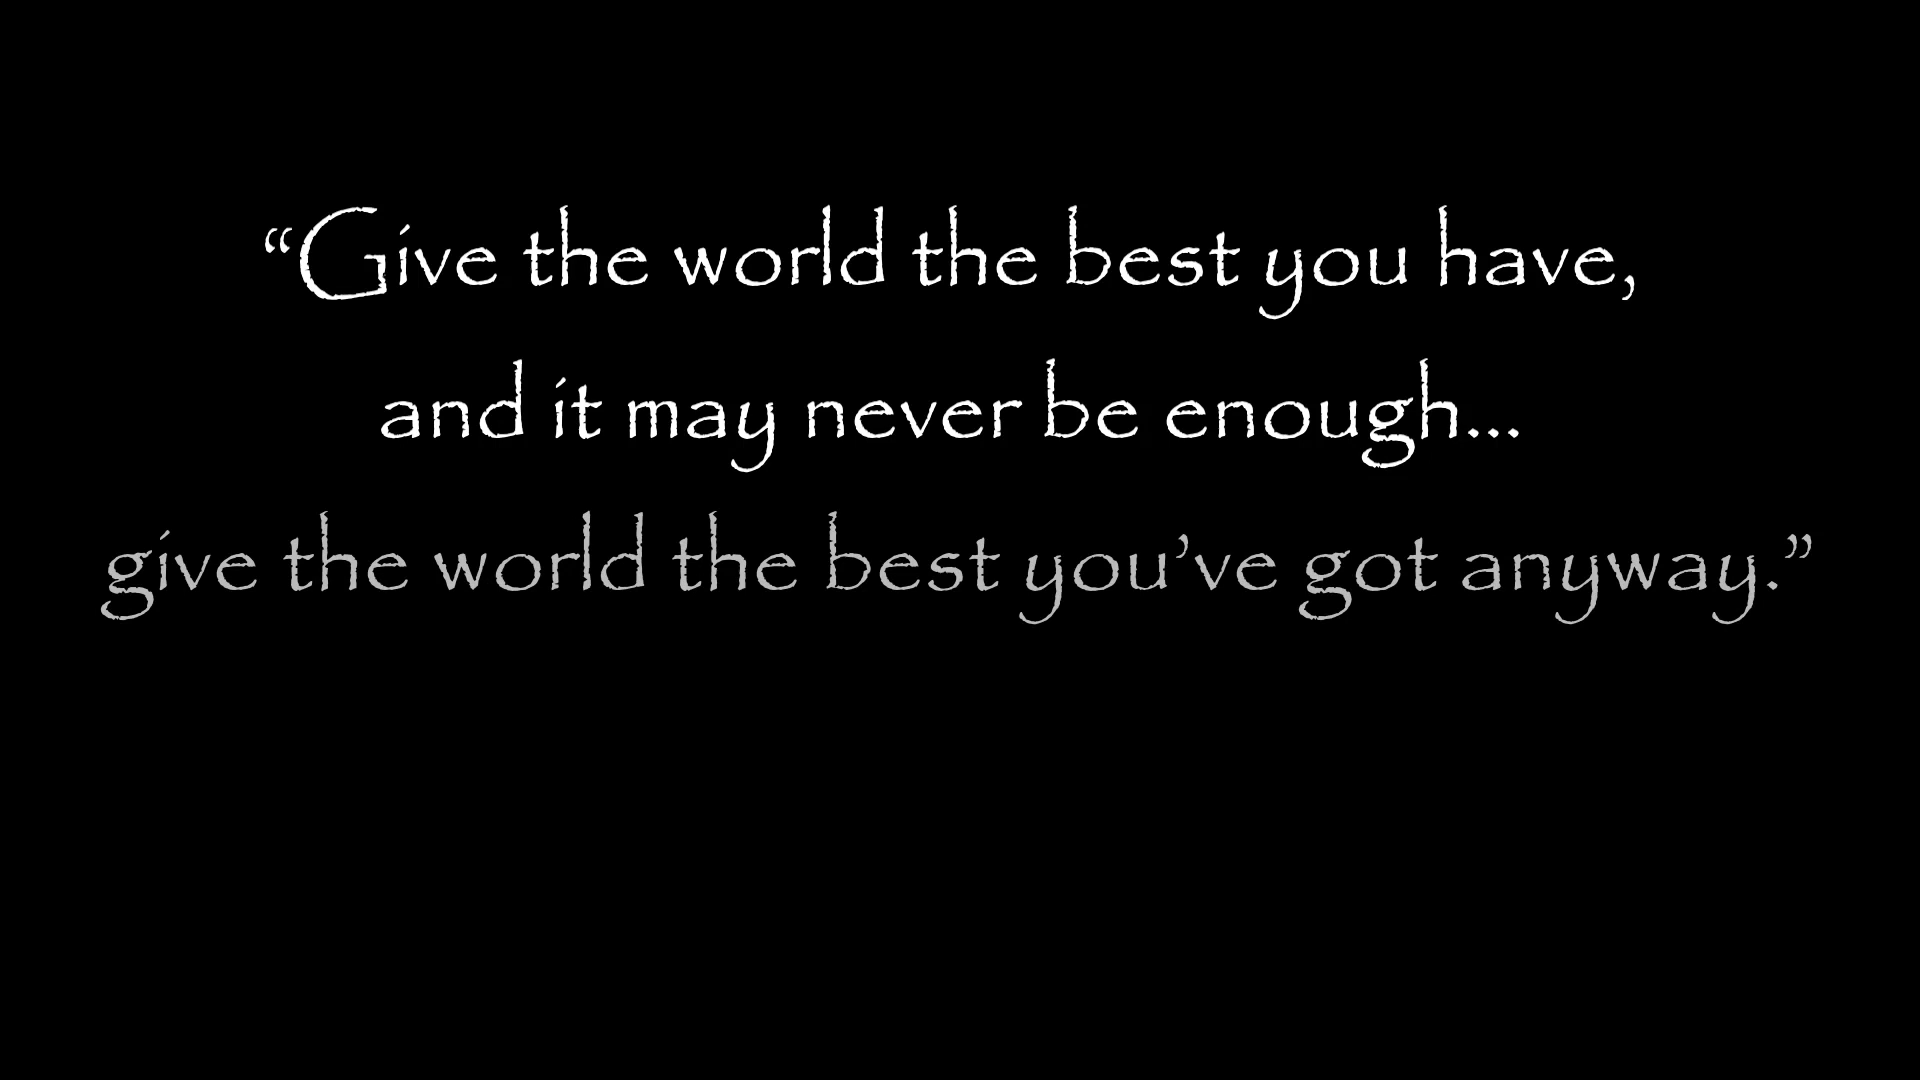 “Give the world the best you have,
and it may never be enough...
give the world the best you’ve got anyway.”